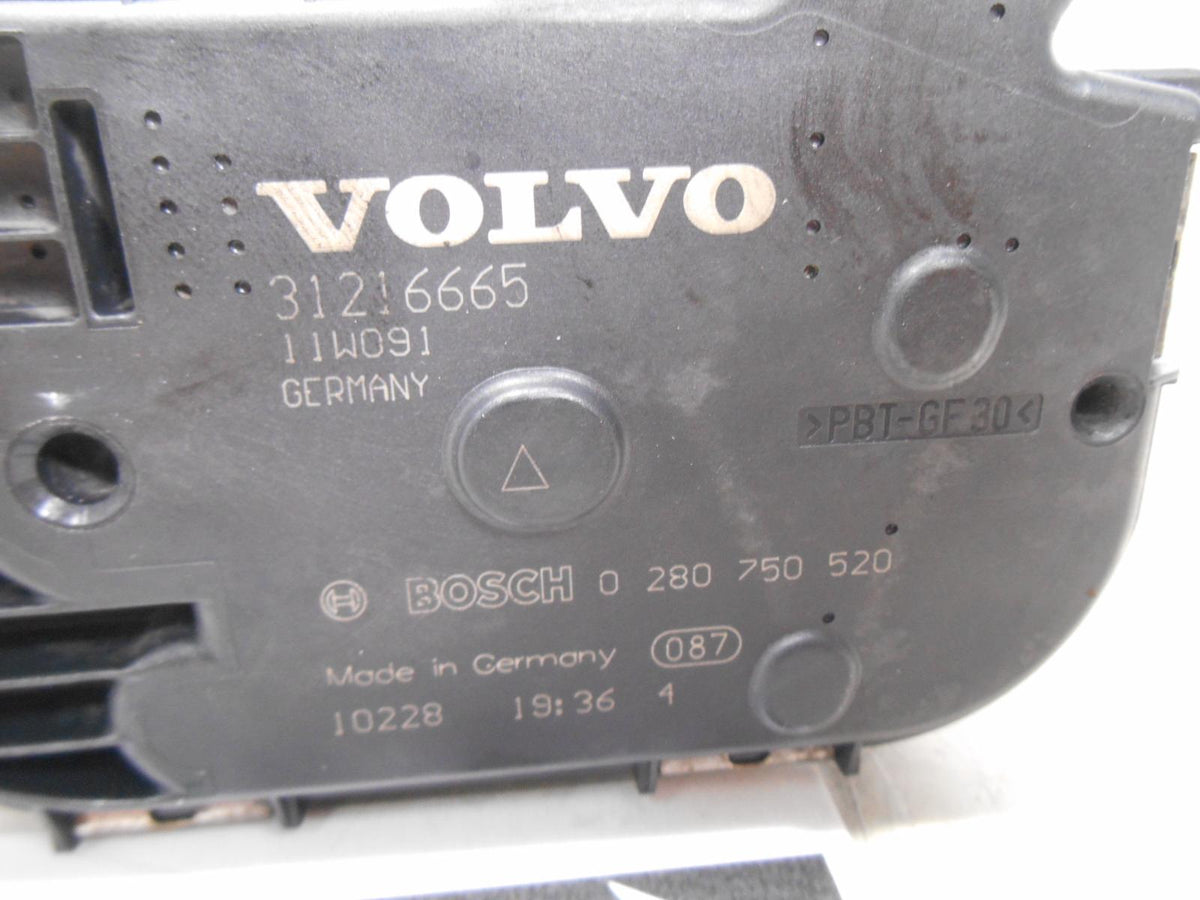 VOLVO
31216665
11W091
GERMANY
>PBT-GF30<
BOSCH 0 280 750 520
Made in Germany 087
10228 19:36 4